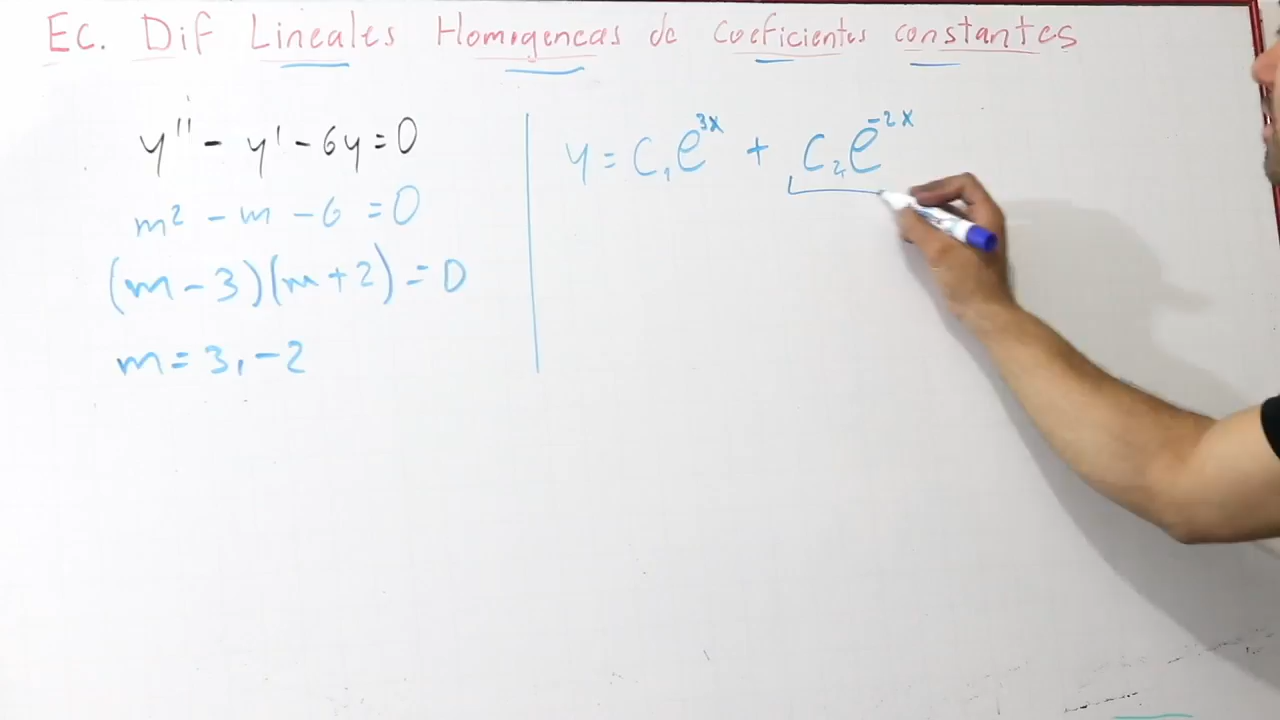 Ec. Dif Lineales Homogeneas de Coeficientes constantes
y'' - y' - 6y = 0
m² - m - 6 = 0
(m - 3)(m + 2) = 0
m = 3, -2
y = C₁e^{3x} + C₂e^{-2x}